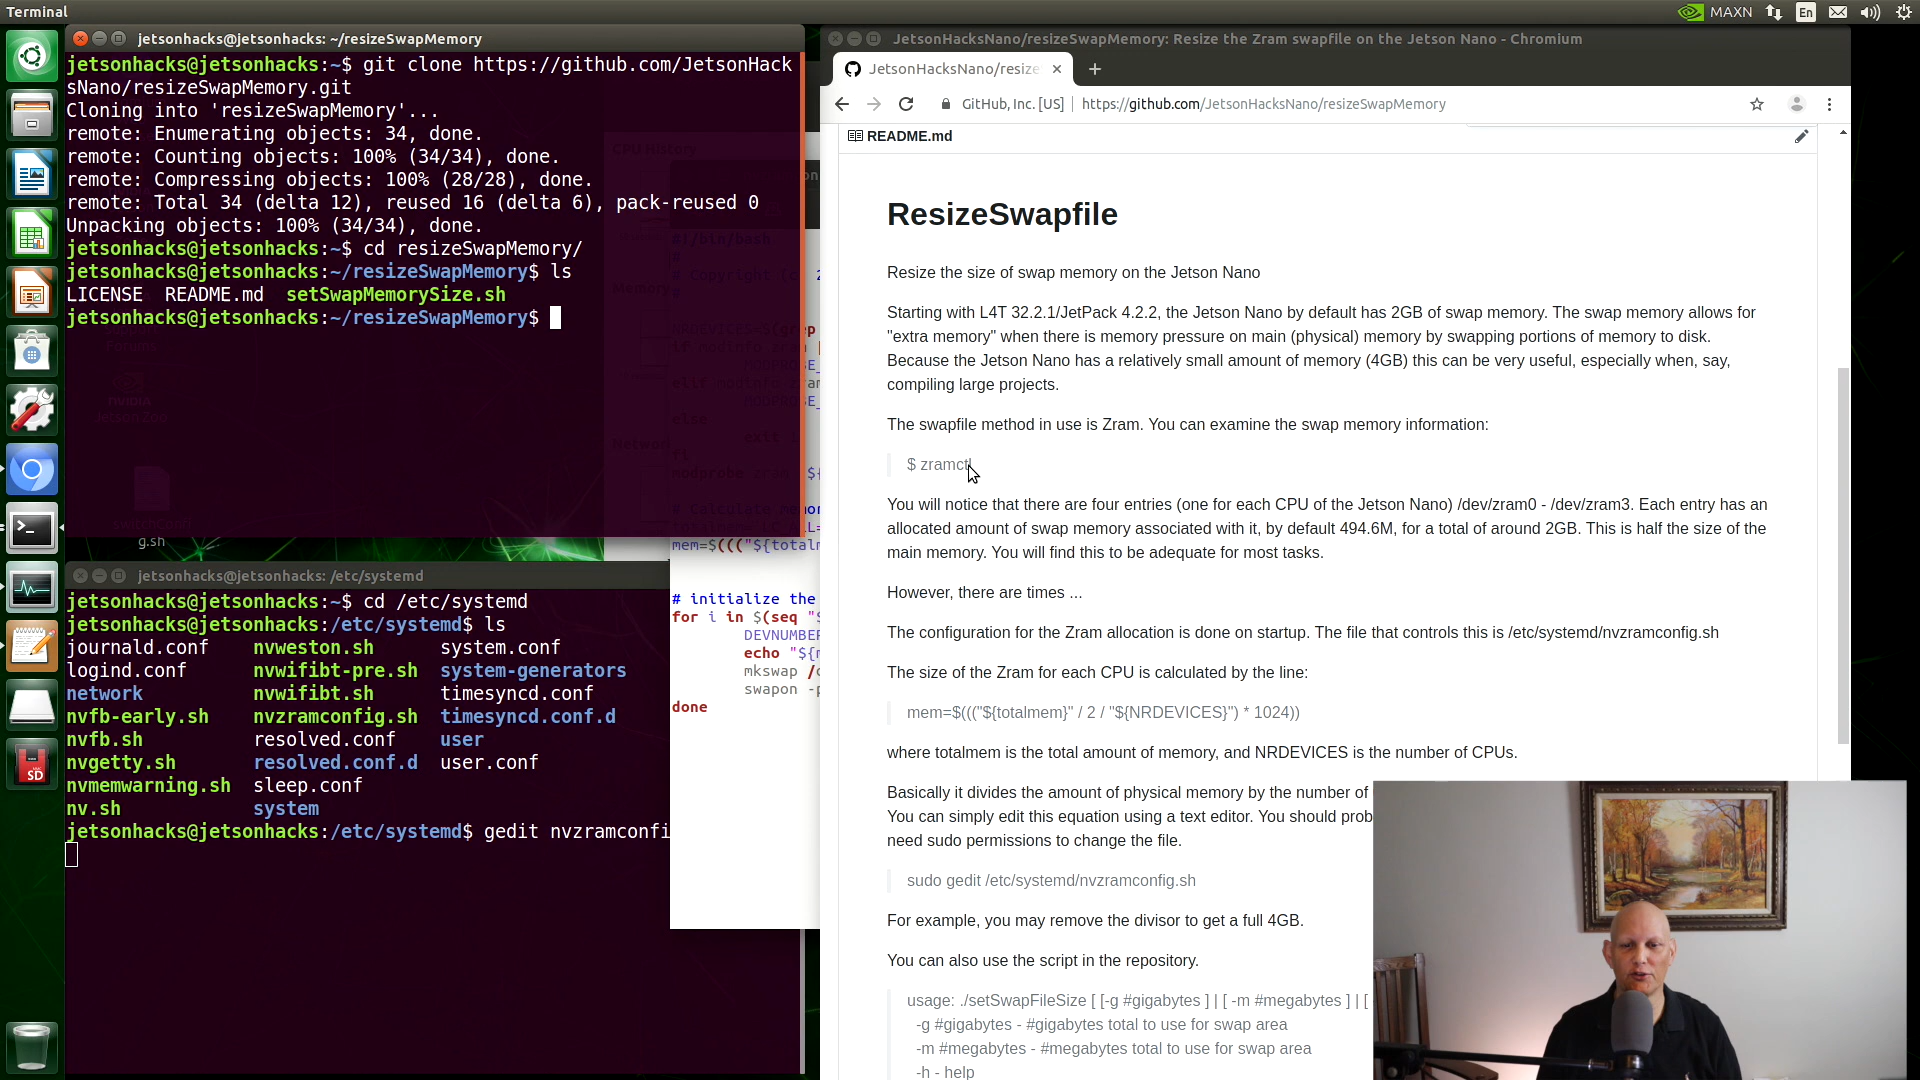 Terminal
MAXN
En
jetsonhacks@jetsonhacks: ~/resizeSwapMemory
jetsonhacks@jetsonhacks:~$ git clone https://github.com/JetsonHack
sNano/resizeSwapMemory.git
Cloning into 'resizeSwapMemory'...
remote: Enumerating objects: 34, done.
remote: Counting objects: 100% (34/34), done.
remote: Compressing objects: 100% (28/28), done.
remote: Total 34 (delta 12), reused 16 (delta 6), pack-reused 0
Unpacking objects: 100% (34/34), done.
jetsonhacks@jetsonhacks:~$ cd resizeSwapMemory/
jetsonhacks@jetsonhacks:~/resizeSwapMemory$ ls
LICENSE README.md setSwapMemorySize.sh
jetsonhacks@jetsonhacks:~/resizeSwapMemory$
g.sh
jetsonhacks@jetsonhacks: /etc/systemd
jetsonhacks@jetsonhacks:~$ cd /etc/systemd
jetsonhacks@jetsonhacks:/etc/systemd$ ls
journald.conf nvweston.sh system.conf
logind.conf nvwifibt-pre.sh system-generators
network nvwifibt.sh timesyncd.conf
nvfb-early.sh nvzramconfig.sh timesyncd.conf.d
nvfb.sh resolved.conf user
nvgetty.sh resolved.conf.d user.conf
nvmemwarning.sh sleep.conf
nv.sh system
jetsonhacks@jetsonhacks:/etc/systemd$ gedit nvzramconfi
mem=$((("${totalm
# initialize the
for i in $(seq "$
DEVNUMBER
echo "${m
mkswap /d
swapon -p
done
SD
JetsonHacksNano/resizeSwapMemory: Resize the Zram swapfile on the Jetson Nano - Chromium
JetsonHacksNano/resize
GitHub, Inc. [US] | https://github.com/JetsonHacksNano/resizeSwapMemory
README.md
ResizeSwapfile
Resize the size of swap memory on the Jetson Nano
Starting with L4T 32.2.1/JetPack 4.2.2, the Jetson Nano by default has 2GB of swap memory. The swap memory allows for
"extra memory" when there is memory pressure on main (physical) memory by swapping portions of memory to disk.
Because the Jetson Nano has a relatively small amount of memory (4GB) this can be very useful, especially when, say,
compiling large projects.
The swapfile method in use is Zram. You can examine the swap memory information:
$ zramctl
You will notice that there are four entries (one for each CPU of the Jetson Nano) /dev/zram0 - /dev/zram3. Each entry has an
allocated amount of swap memory associated with it, by default 494.6M, for a total of around 2GB. This is half the size of the
main memory. You will find this to be adequate for most tasks.
However, there are times ...
The configuration for the Zram allocation is done on startup. The file that controls this is /etc/systemd/nvzramconfig.sh
The size of the Zram for each CPU is calculated by the line:
mem=$((("${totalmem}" / 2 / "${NRDEVICES}") * 1024))
where totalmem is the total amount of memory, and NRDEVICES is the number of CPUs.
Basically it divides the amount of physical memory by the number of
You can simply edit this equation using a text editor. You should prob
need sudo permissions to change the file.
sudo gedit /etc/systemd/nvzramconfig.sh
For example, you may remove the divisor to get a full 4GB.
You can also use the script in the repository.
usage: ./setSwapFileSize [ [-g #gigabytes ] | [ -m #megabytes ] | [
-g #gigabytes - #gigabytes total to use for swap area
-m #megabytes - #megabytes total to use for swap area
-h - help